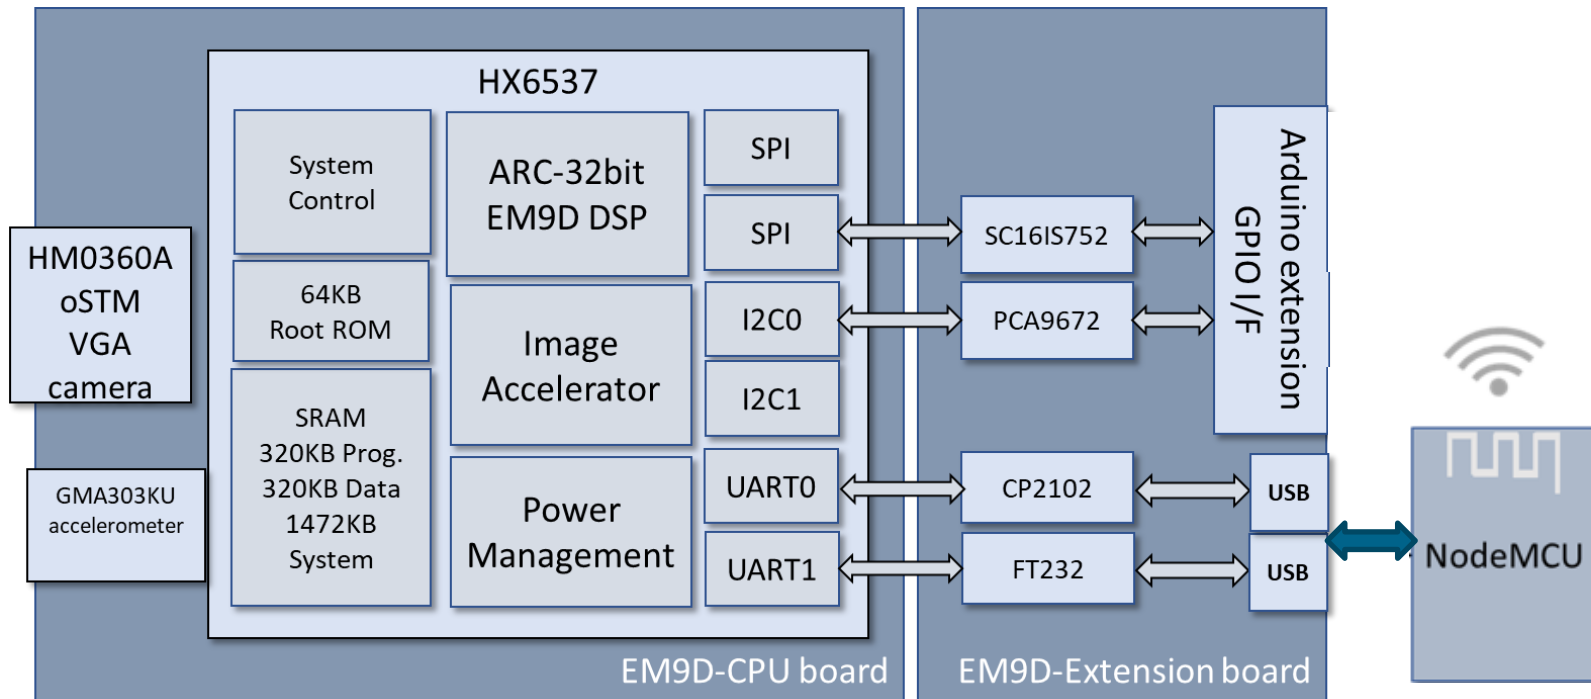 HX6537
System
Control
ARC-32bit
EM9D DSP
SPI
SPI
64KB
Root ROM
Image
Accelerator
I2C0
I2C1
SRAM
320KB Prog.
320KB Data
1472KB
System
Power
Management
UART0
UART1
HM0360A
oSTM
VGA
camera
GMA303KU
accelerometer
EM9D-CPU board
SC16IS752
PCA9672
Arduino extension
GPIO I/F
CP2102
USB
FT232
USB
EM9D-Extension board
NodeMCU